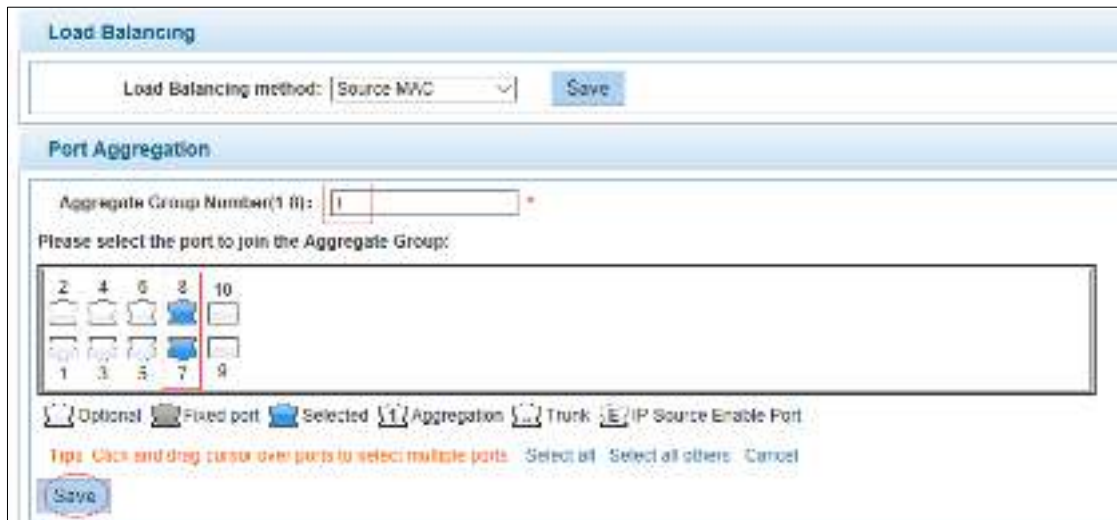 Load Balancing
Load Balancing method: Source MAC Save
Port Aggregation
Aggregate Group Number(1 8): 1 *
Please select the port to join the Aggregate Group:
2 4 6 8 10
1 3 5 7 9
Optional Fixed port Selected 1 Aggregation Trunk E IP Source Enable Port
Tips Click and drag cursor over ports to select multiple ports Select all Select all others Cancel
Save